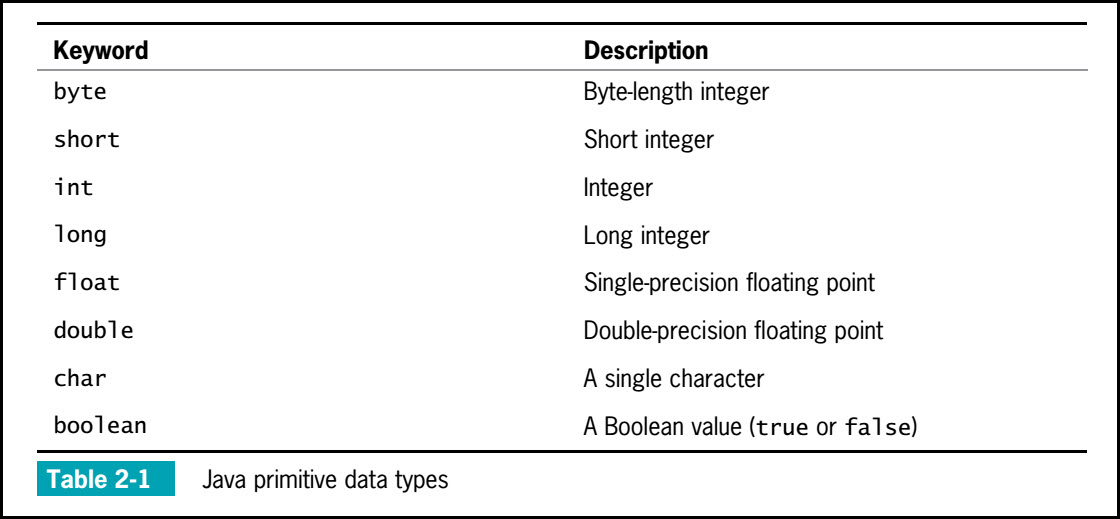 Keyword Description
byte Byte-length integer
short Short integer
int Integer
long Long integer
float Single-precision floating point
double Double-precision floating point
char A single character
boolean A Boolean value (true or false)
Table 2-1 Java primitive data types